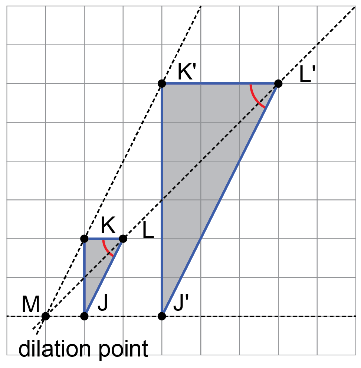 K' L'
K L
M J J'
dilation point